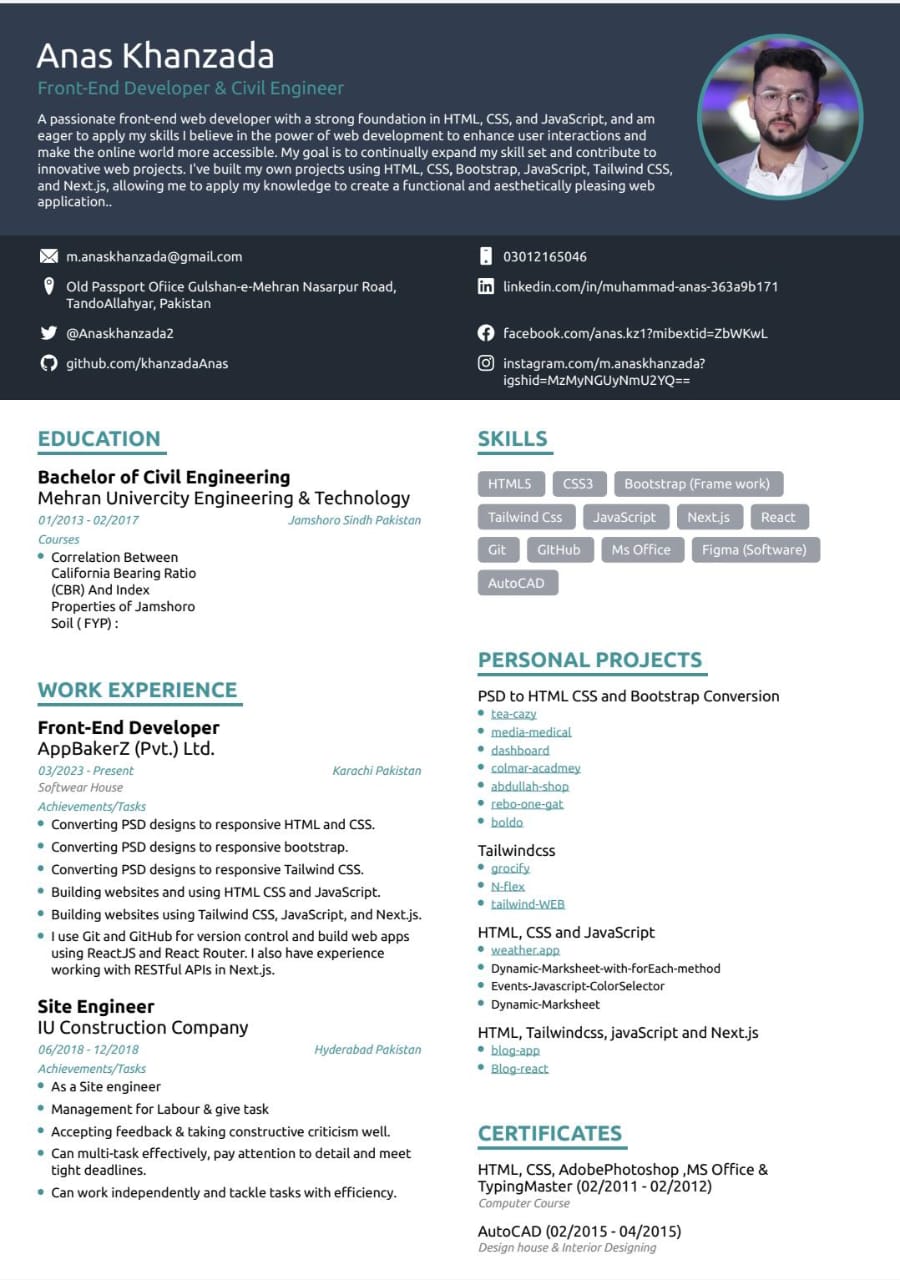 Anas Khanzada
Front-End Developer & Civil Engineer
A passionate front-end web developer with a strong foundation in HTML, CSS, and JavaScript, and am
eager to apply my skills I believe in the power of web development to enhance user interactions and
make the online world more accessible. My goal is to continually expand my skill set and contribute to
innovative web projects. I've built my own projects using HTML, CSS, Bootstrap, JavaScript, Tailwind CSS,
and Next.js, allowing me to apply my knowledge to create a functional and aesthetically pleasing web
application..
m.anaskhanzada@gmail.com
03012165046
Old Passport Ofiice Gulshan-e-Mehran Nasarpur Road,
TandoAllahyar, Pakistan
linkedin.com/in/muhammad-anas-363a9b171
@Anaskhanzada2
facebook.com/anas.kz1?mibextid=ZbWKwL
github.com/khanzadaAnas
instagram.com/m.anaskhanzada?
igshid=MzMyNGUyNmU2YQ==
EDUCATION
Bachelor of Civil Engineering
Mehran Univercity Engineering & Technology
01/2013 - 02/2017 Jamshoro Sindh Pakistan
Courses
Correlation Between
California Bearing Ratio
(CBR) And Index
Properties of Jamshoro
Soil ( FYP) :
WORK EXPERIENCE
Front-End Developer
AppBakerZ (Pvt.) Ltd.
03/2023 - Present Karachi Pakistan
Softwear House
Achievements/Tasks
Converting PSD designs to responsive HTML and CSS.
Converting PSD designs to responsive bootstrap.
Converting PSD designs to responsive Tailwind CSS.
Building websites and using HTML CSS and JavaScript.
Building websites using Tailwind CSS, JavaScript, and Next.js.
I use Git and GitHub for version control and build web apps
using ReactJS and React Router. I also have experience
working with RESTful APIs in Next.js.
Site Engineer
IU Construction Company
06/2018 - 12/2018 Hyderabad Pakistan
Achievements/Tasks
As a Site engineer
Management for Labour & give task
Accepting feedback & taking constructive criticism well.
Can multi-task effectively, pay attention to detail and meet
tight deadlines.
Can work independently and tackle tasks with efficiency.
SKILLS
HTML5 CSS3 Bootstrap (Frame work)
Tailwind Css JavaScript Next.js React
Git GItHub Ms Office Figma (Software)
AutoCAD
PERSONAL PROJECTS
PSD to HTML CSS and Bootstrap Conversion
tea-cazy
media-medical
dashboard
colmar-acadmey
abdullah-shop
rebo-one-gat
boldo
Tailwindcss
grocify
N-flex
tailwind-WEB
HTML, CSS and JavaScript
weather.app
Dynamic-Marksheet-with-forEach-method
Events-Javascript-ColorSelector
Dynamic-Marksheet
HTML, Tailwindcss, javaScript and Next.js
blog-app
Blog-react
CERTIFICATES
HTML, CSS, AdobePhotoshop ,MS Office &
TypingMaster (02/2011 - 02/2012)
Computer Course
AutoCAD (02/2015 - 04/2015)
Design house & Interior Designing